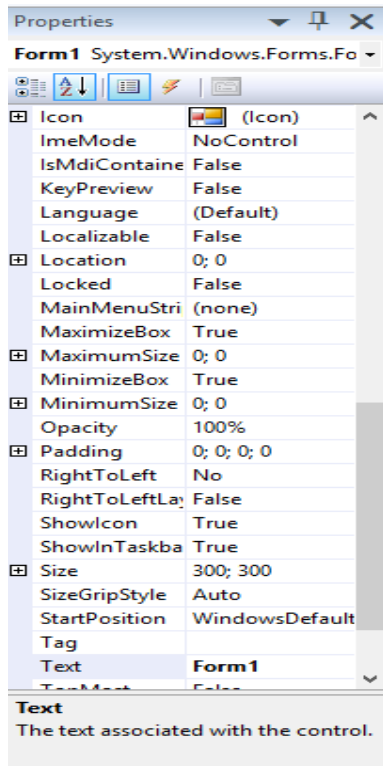 Properties
Form1 System.Windows.Forms.Fo
Icon (Icon)
ImeMode NoControl
IsMdiContaine False
KeyPreview False
Language (Default)
Localizable False
Location 0; 0
Locked False
MainMenuStri (none)
MaximizeBox True
MaximumSize 0; 0
MinimizeBox True
MinimumSize 0; 0
Opacity 100%
Padding 0; 0; 0; 0
RightToLeft No
RightToLeftLay False
ShowIcon True
ShowInTaskba True
Size 300; 300
SizeGripStyle Auto
StartPosition WindowsDefault
Tag
Text Form1
TopMost False
Text
The text associated with the control.